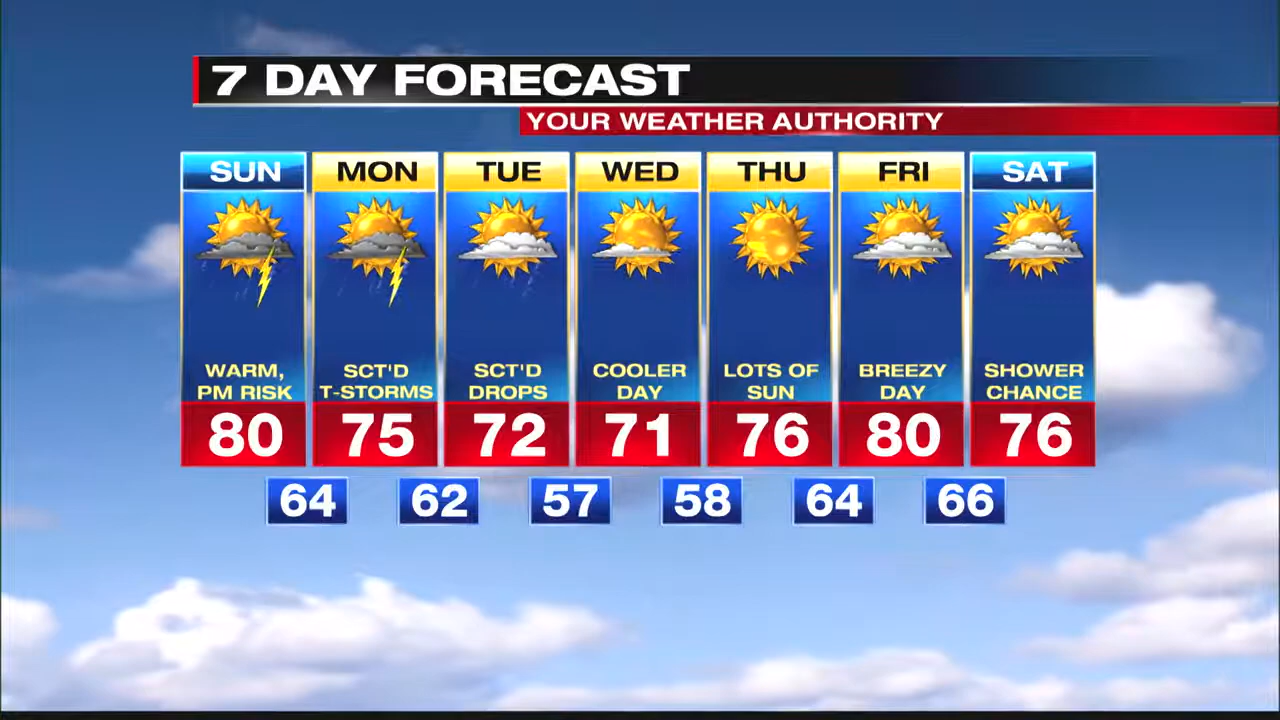 7 DAY FORECAST
YOUR WEATHER AUTHORITY
SUN MON TUE WED THU FRI SAT
WARM, SCT'D SCT'D COOLER LOTS OF BREEZY SHOWER
PM RISK T-STORMS DROPS DAY SUN DAY CHANCE
80 75 72 71 76 80 76
64 62 57 58 64 66